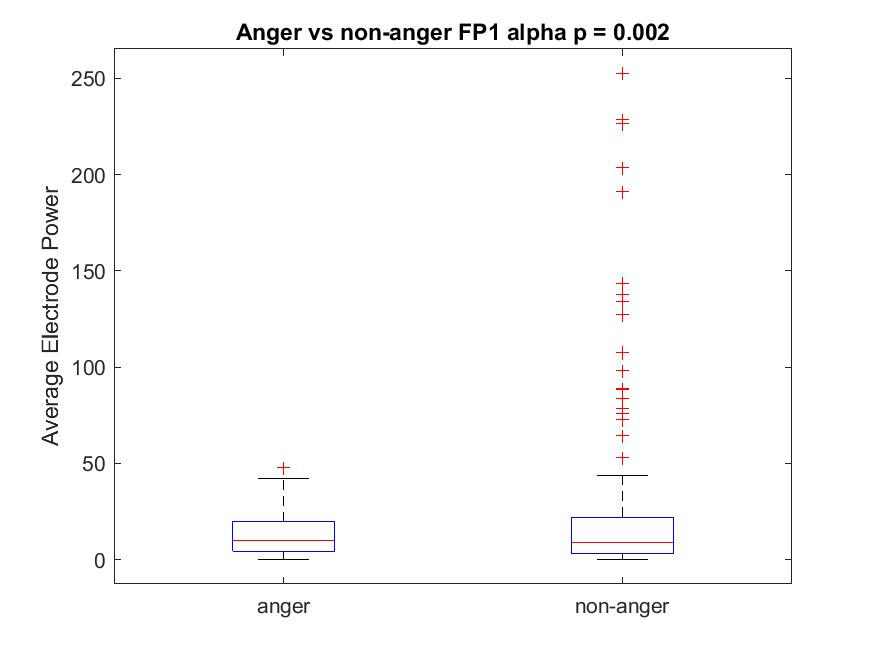 Anger vs non-anger FP1 alpha p = 0.002
Average Electrode Power
250
200
150
100
50
0
anger
non-anger